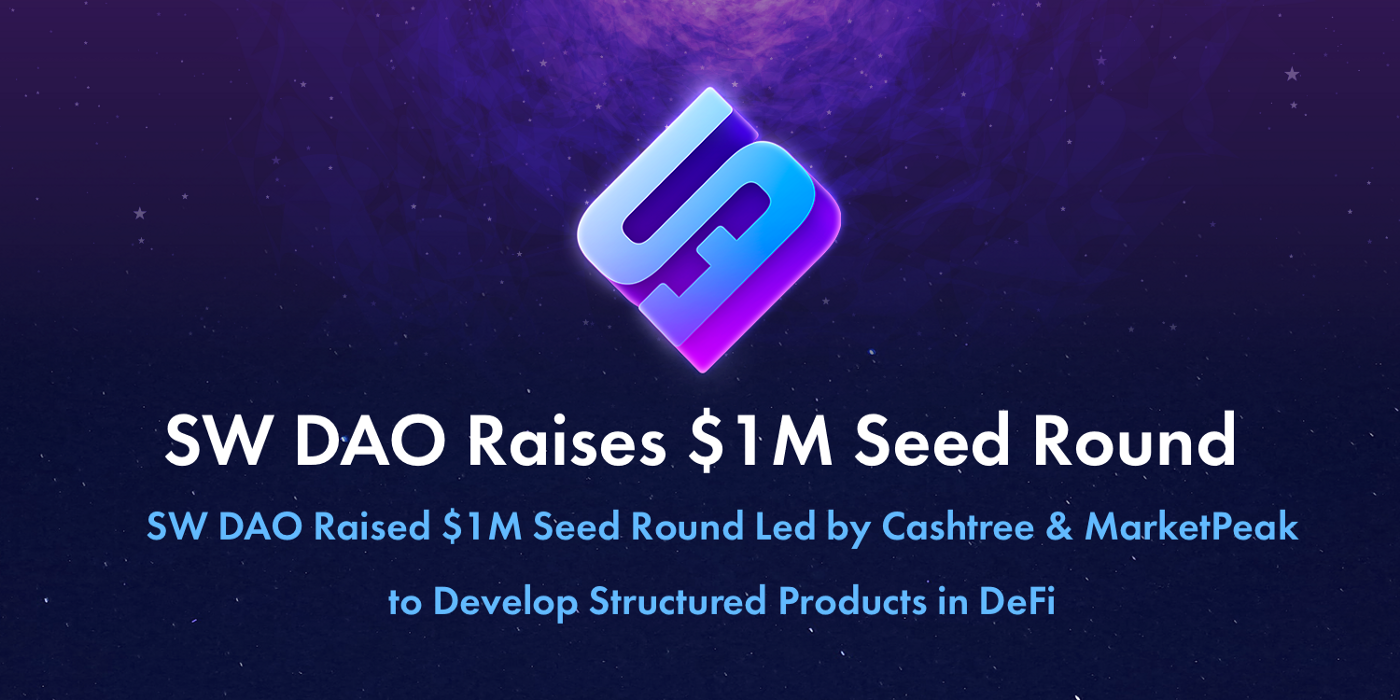 SW DAO Raises $1M Seed Round
SW DAO Raised $1M Seed Round Led by Cashtree & MarketPeak
to Develop Structured Products in DeFi